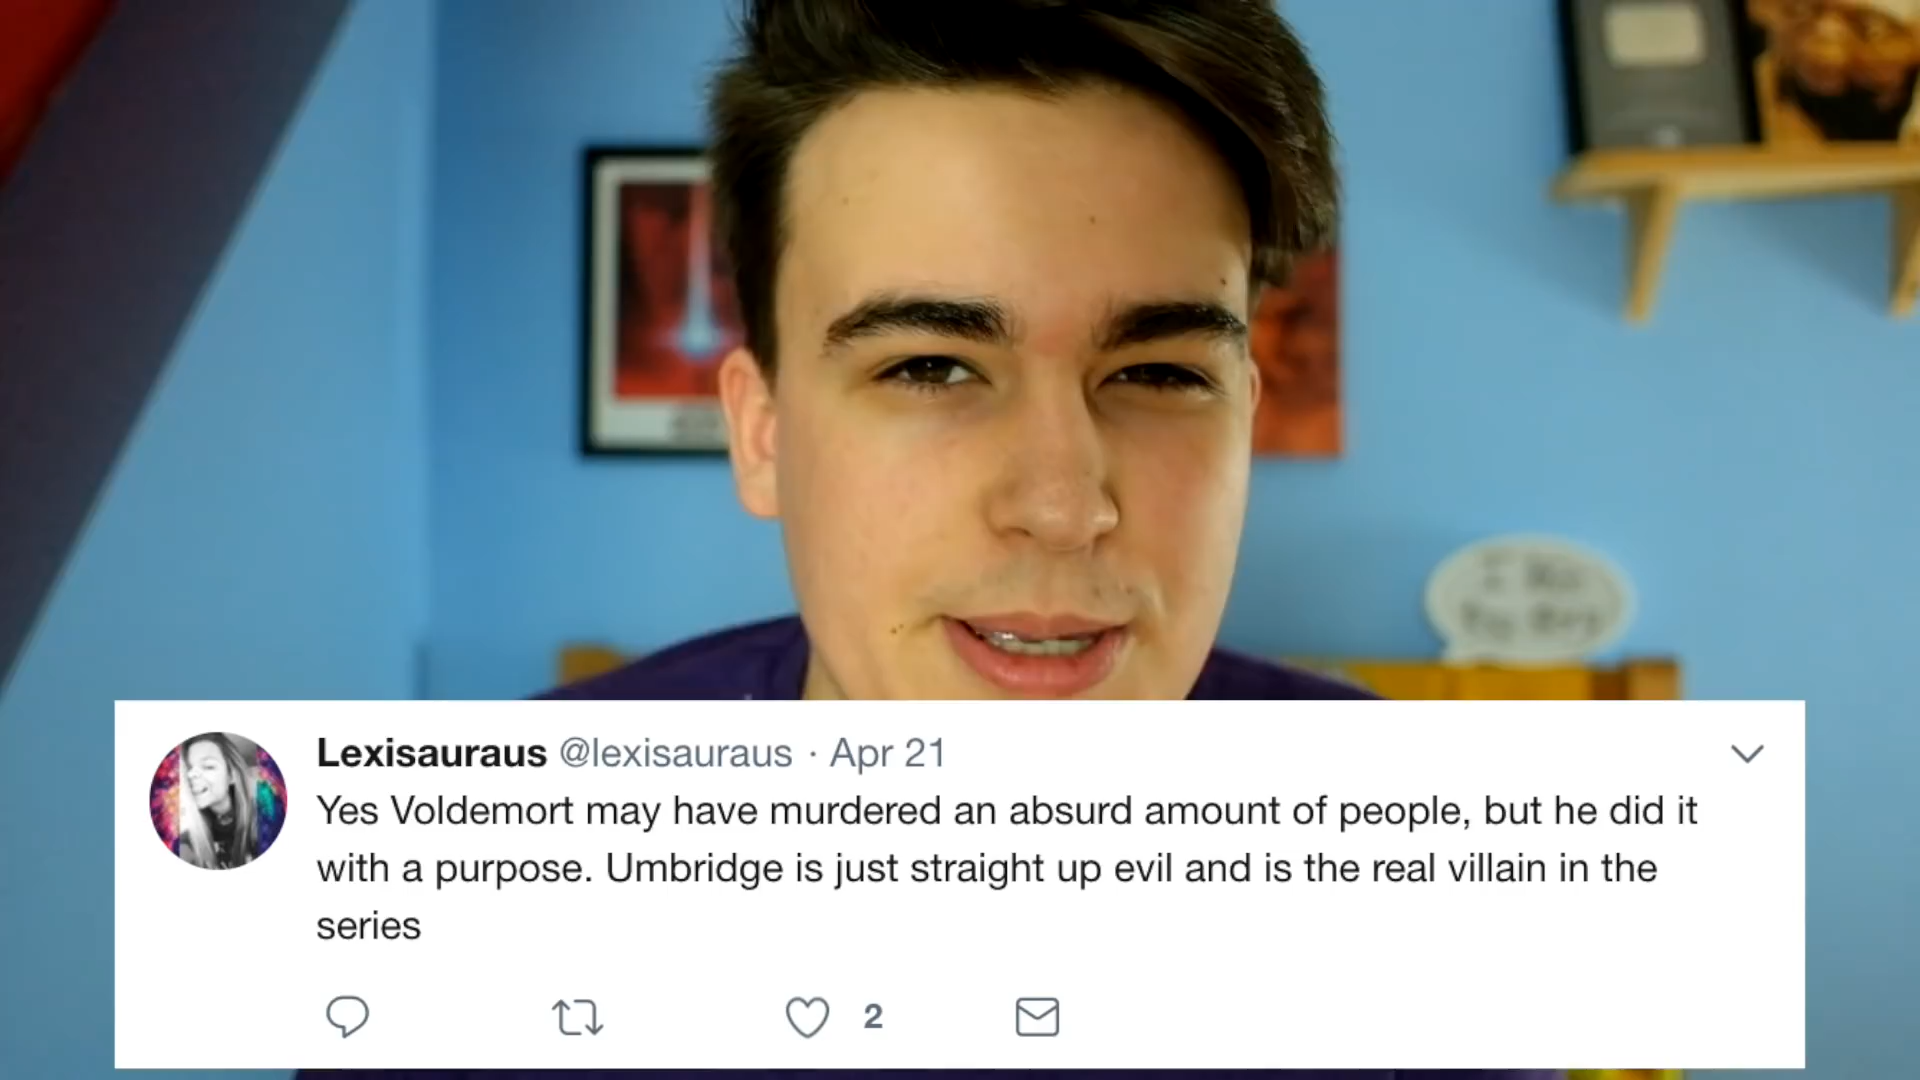 Lexisauraus @lexisauraus · Apr 21
Yes Voldemort may have murdered an absurd amount of people, but he did it
with a purpose. Umbridge is just straight up evil and is the real villain in the
series
2